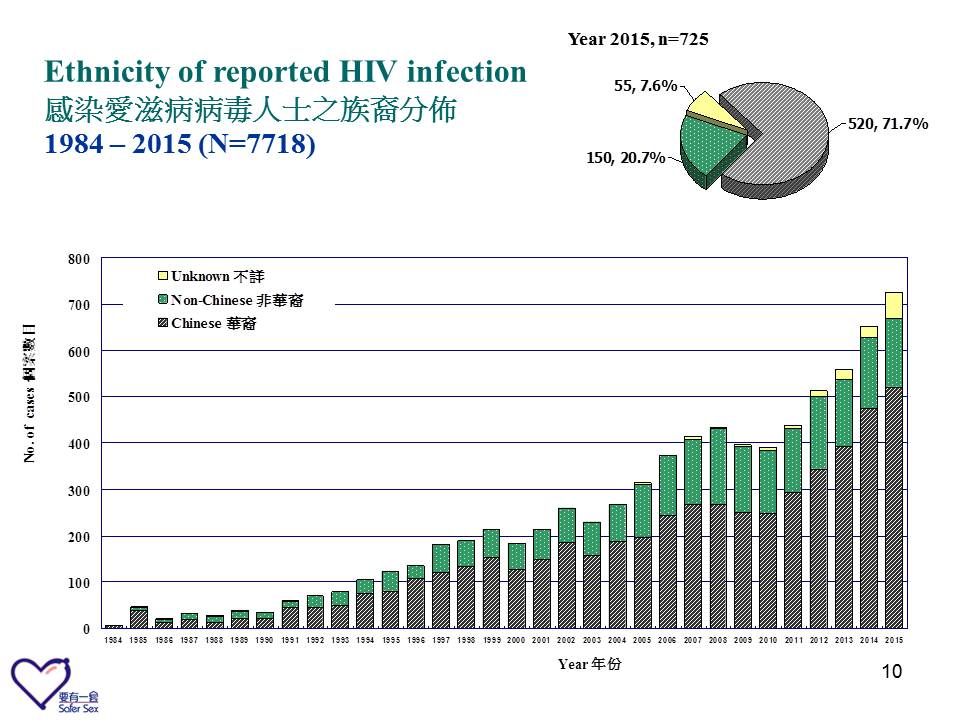 Year 2015, n=725
Ethnicity of reported HIV infection
感染愛滋病病毒人士之族裔分佈
1984 – 2015 (N=7718)
55, 7.6%
520, 71.7%
150, 20.7%
800
700
600
500
400
300
200
100
0
No. of cases 個案數目
Unknown 不詳
Non-Chinese 非華裔
Chinese 華裔
1984 1985 1986 1987 1988 1989 1990 1991 1992 1993 1994 1995 1996 1997 1998 1999 2000 2001 2002 2003 2004 2005 2006 2007 2008 2009 2010 2011 2012 2013 2014 2015
Year 年份
要有一套
Safer Sex
10